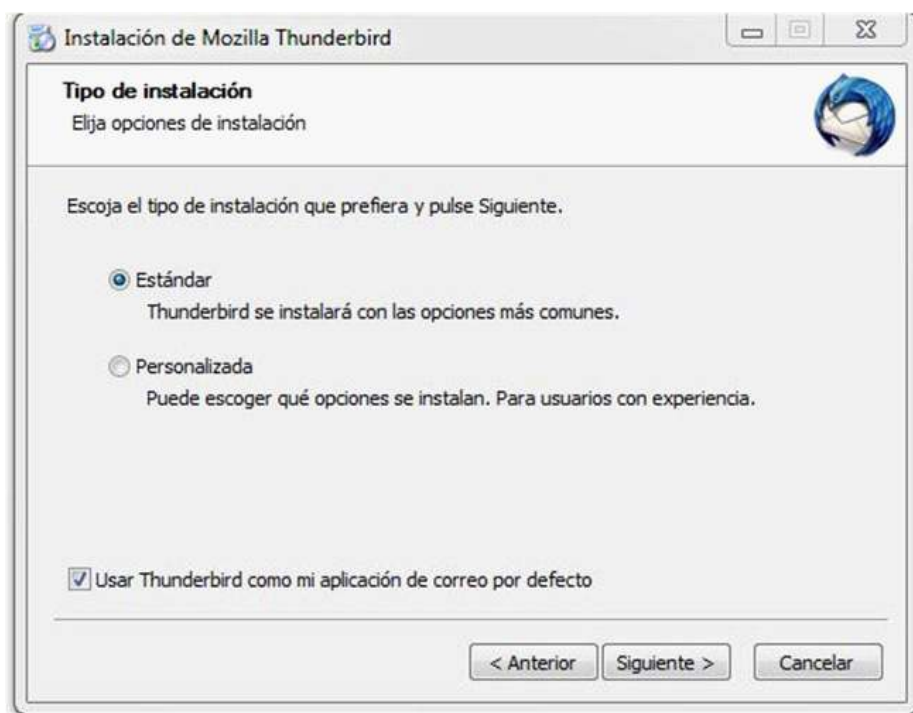 Instalación de Mozilla Thunderbird
Tipo de instalación
Elija opciones de instalación
Escoja el tipo de instalación que prefiera y pulse Siguiente.
Estándar
Thunderbird se instalará con las opciones más comunes.
Personalizada
Puede escoger qué opciones se instalan. Para usuarios con experiencia.
Usar Thunderbird como mi aplicación de correo por defecto
< Anterior Siguiente > Cancelar